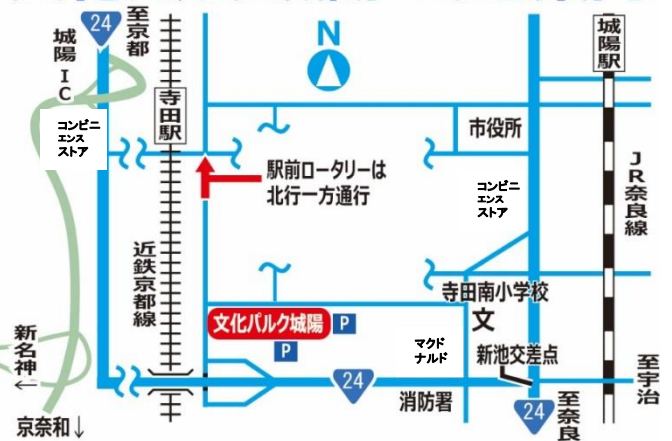 24
至京都
城陽IC
N
城陽駅
寺田駅
コンビニ
エンス
ストア
市役所
駅前ロータリーは
北行一方通行
コンビニ
エンス
ストア
JR奈良線
近鉄京都線
寺田南小学校
文
文化パルク城陽
P
P
マクド
ナルド
新池交差点
新名神←
24
消防署
至宇治
24
至奈良
京奈和↓